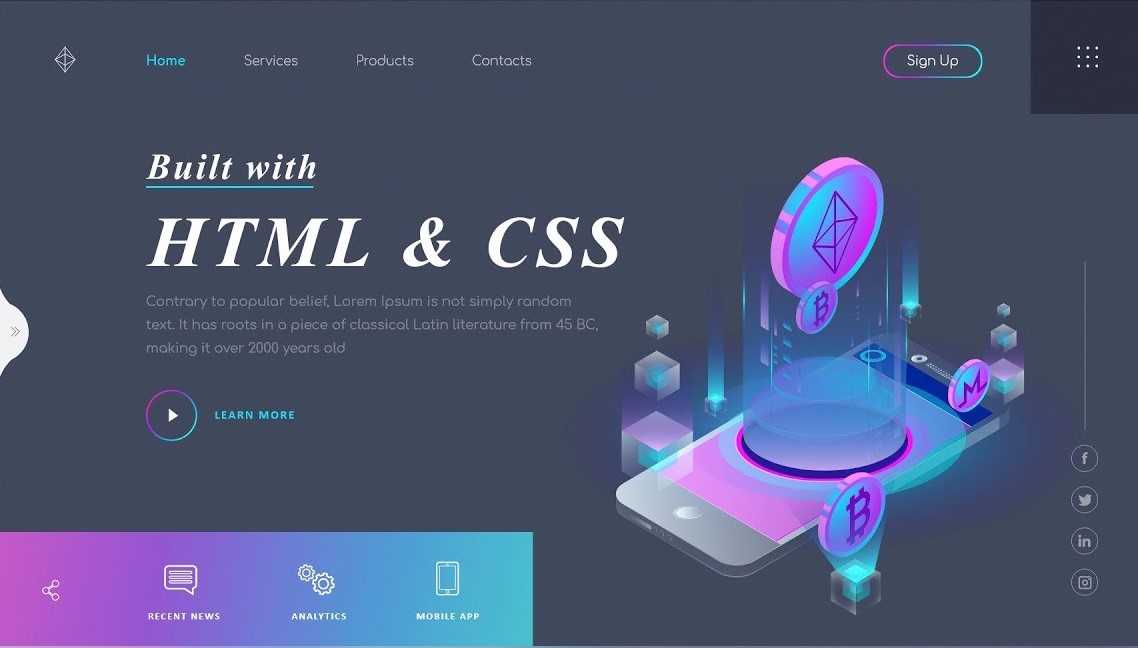 Home
Services
Products
Contacts
Sign Up
Built with
HTML & CSS
Contrary to popular belief, Lorem Ipsum is not simply random
text. It has roots in a piece of classical Latin literature from 45 BC,
making it over 2000 years old
LEARN MORE
RECENT NEWS
ANALYTICS
MOBILE APP